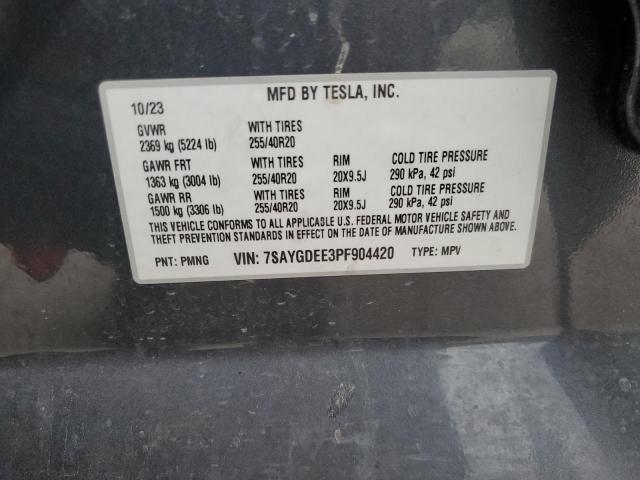 MFD BY TESLA, INC.
10/23
GVWR WITH TIRES
2369 kg (5224 lb) 255/40R20
GAWR FRT WITH TIRES RIM COLD TIRE PRESSURE
1363 kg (3004 lb) 255/40R20 20X9.5J 290 kPa, 42 psi
GAWR RR WITH TIRES RIM COLD TIRE PRESSURE
1500 kg (3306 lb) 255/40R20 20X9.5J 290 kPa, 42 psi
THIS VEHICLE CONFORMS TO ALL APPLICABLE U.S. FEDERAL MOTOR VEHICLE SAFETY AND
THEFT PREVENTION STANDARDS IN EFFECT ON THE DATE OF MANUFACTURE SHOWN ABOVE.
PNT: PMNG VIN: 7SAYGDEE3PF904420 TYPE: MPV